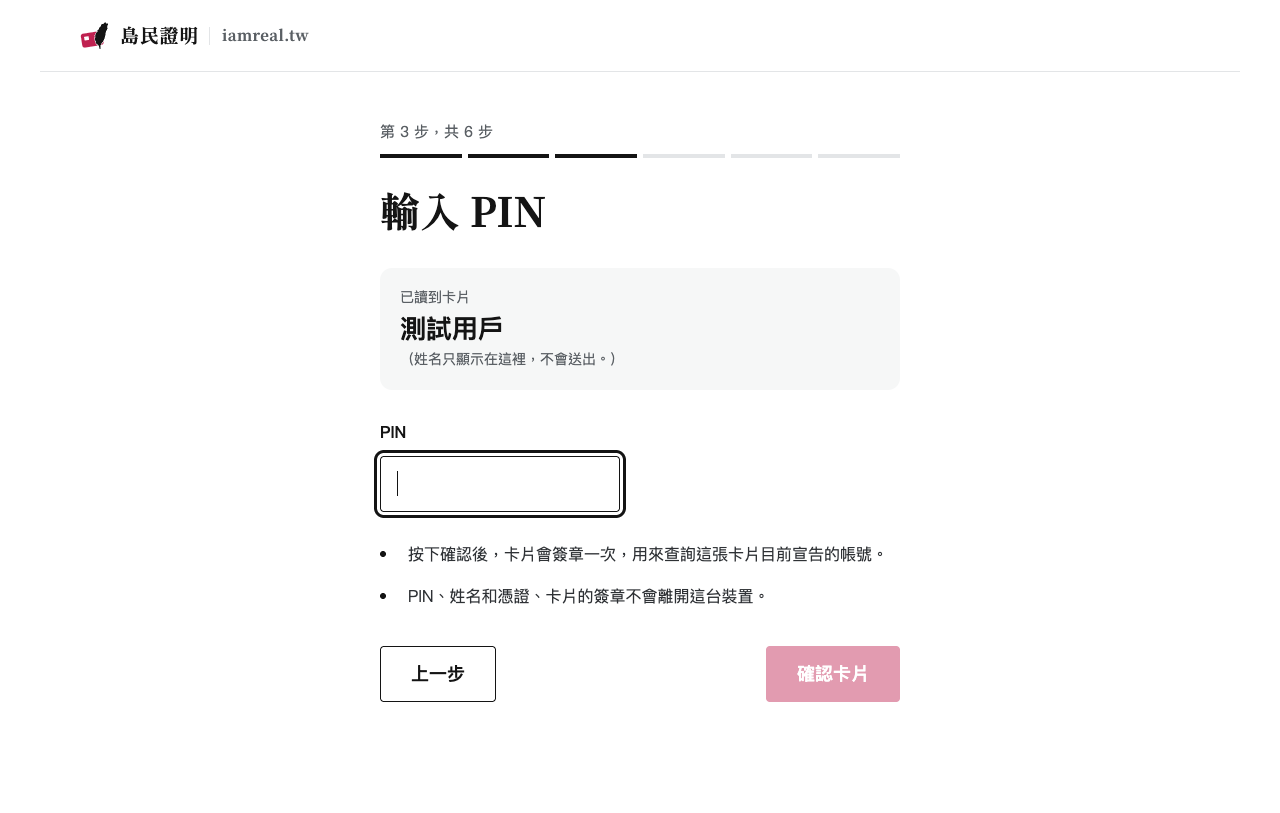 島民證明 iamreal.tw
第 3 步，共 6 步
輸入 PIN
已讀到卡片
測試用戶
（姓名只顯示在這裡，不會送出。）
PIN
按下確認後，卡片會簽章一次，用來查詢這張卡片目前宣告的帳號。
PIN、姓名和憑證、卡片的簽章不會離開這台裝置。
上一步
確認卡片